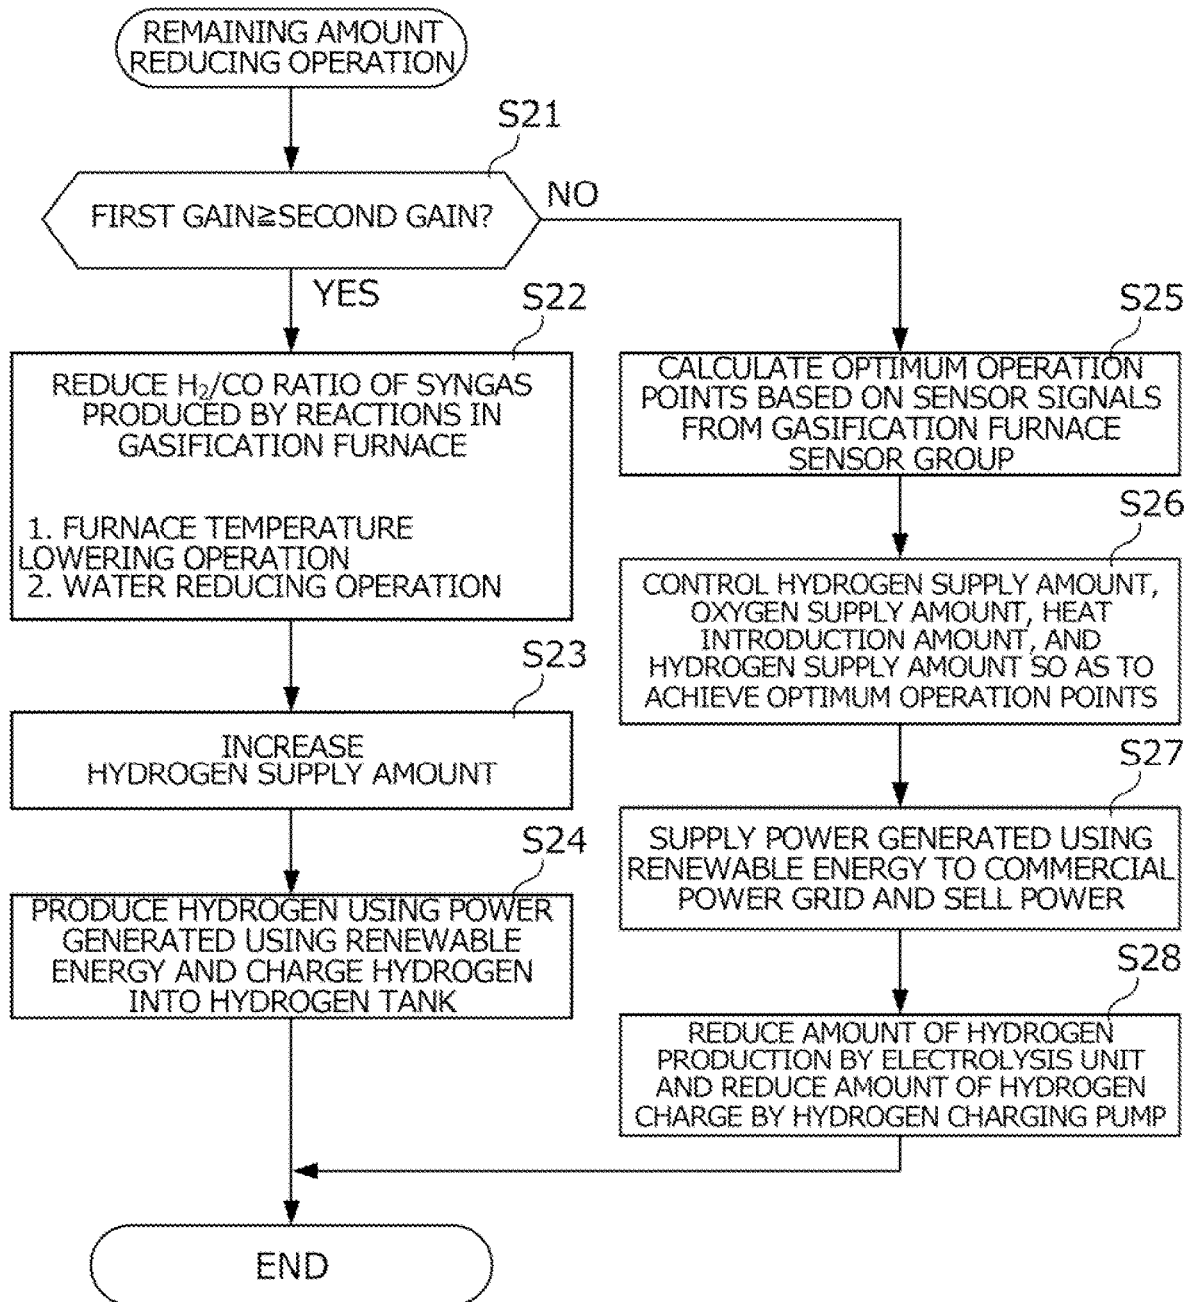 REMAINING AMOUNT
REDUCING OPERATION
S21
FIRST GAIN≧SECOND GAIN?
NO
YES
S22
REDUCE H₂/CO RATIO OF SYNGAS
PRODUCED BY REACTIONS IN
GASIFICATION FURNACE
1. FURNACE TEMPERATURE
LOWERING OPERATION
2. WATER REDUCING OPERATION
S23
INCREASE
HYDROGEN SUPPLY AMOUNT
S24
PRODUCE HYDROGEN USING POWER
GENERATED USING RENEWABLE
ENERGY AND CHARGE HYDROGEN
INTO HYDROGEN TANK
S25
CALCULATE OPTIMUM OPERATION
POINTS BASED ON SENSOR SIGNALS
FROM GASIFICATION FURNACE
SENSOR GROUP
S26
CONTROL HYDROGEN SUPPLY AMOUNT,
OXYGEN SUPPLY AMOUNT, HEAT
INTRODUCTION AMOUNT, AND
HYDROGEN SUPPLY AMOUNT SO AS TO
ACHIEVE OPTIMUM OPERATION POINTS
S27
SUPPLY POWER GENERATED USING
RENEWABLE ENERGY TO COMMERCIAL
POWER GRID AND SELL POWER
S28
REDUCE AMOUNT OF HYDROGEN
PRODUCTION BY ELECTROLYSIS UNIT
AND REDUCE AMOUNT OF HYDROGEN
CHARGE BY HYDROGEN CHARGING PUMP
END